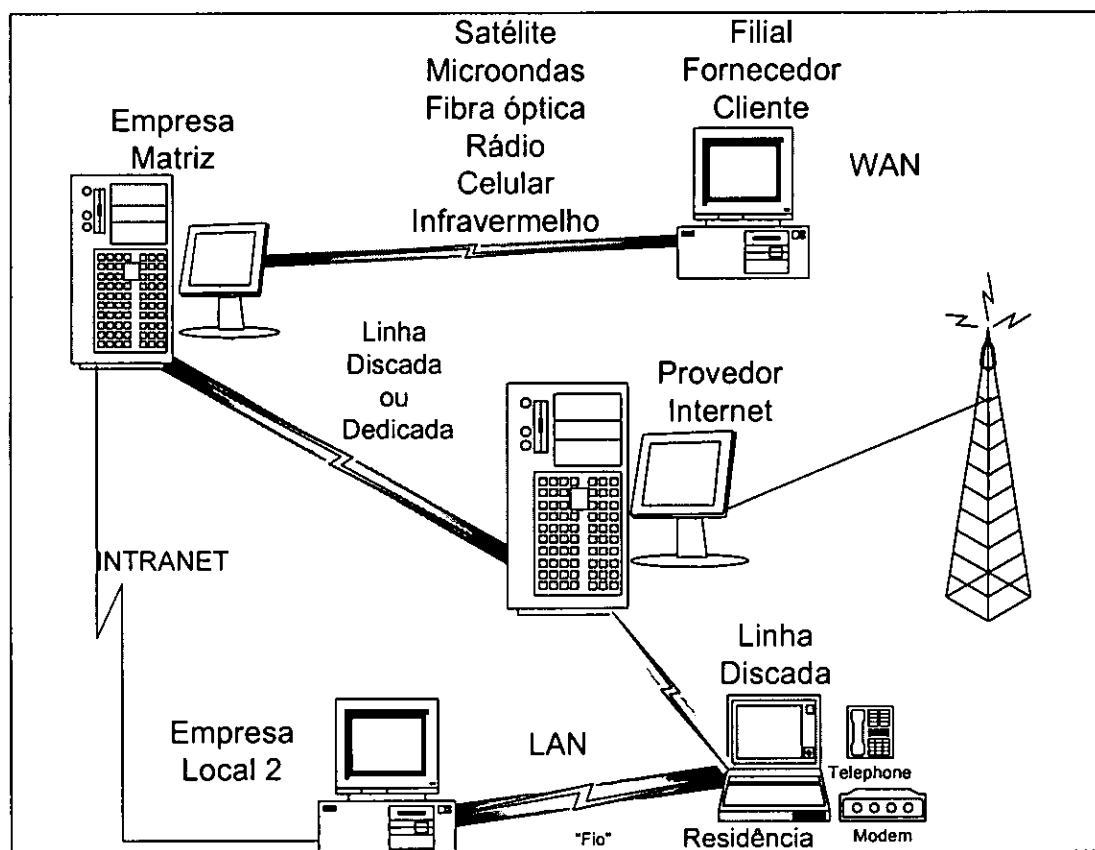 Satélite
Microondas
Fibra óptica
Rádio
Celular
Infravermelho
Filial
Fornecedor
Cliente
WAN
Empresa
Matriz
Linha
Discada
ou
Dedicada
Provedor
Internet
INTRANET
Linha
Discada
Empresa
Local 2
LAN
"Fio"
Telephone
Residência
Modem